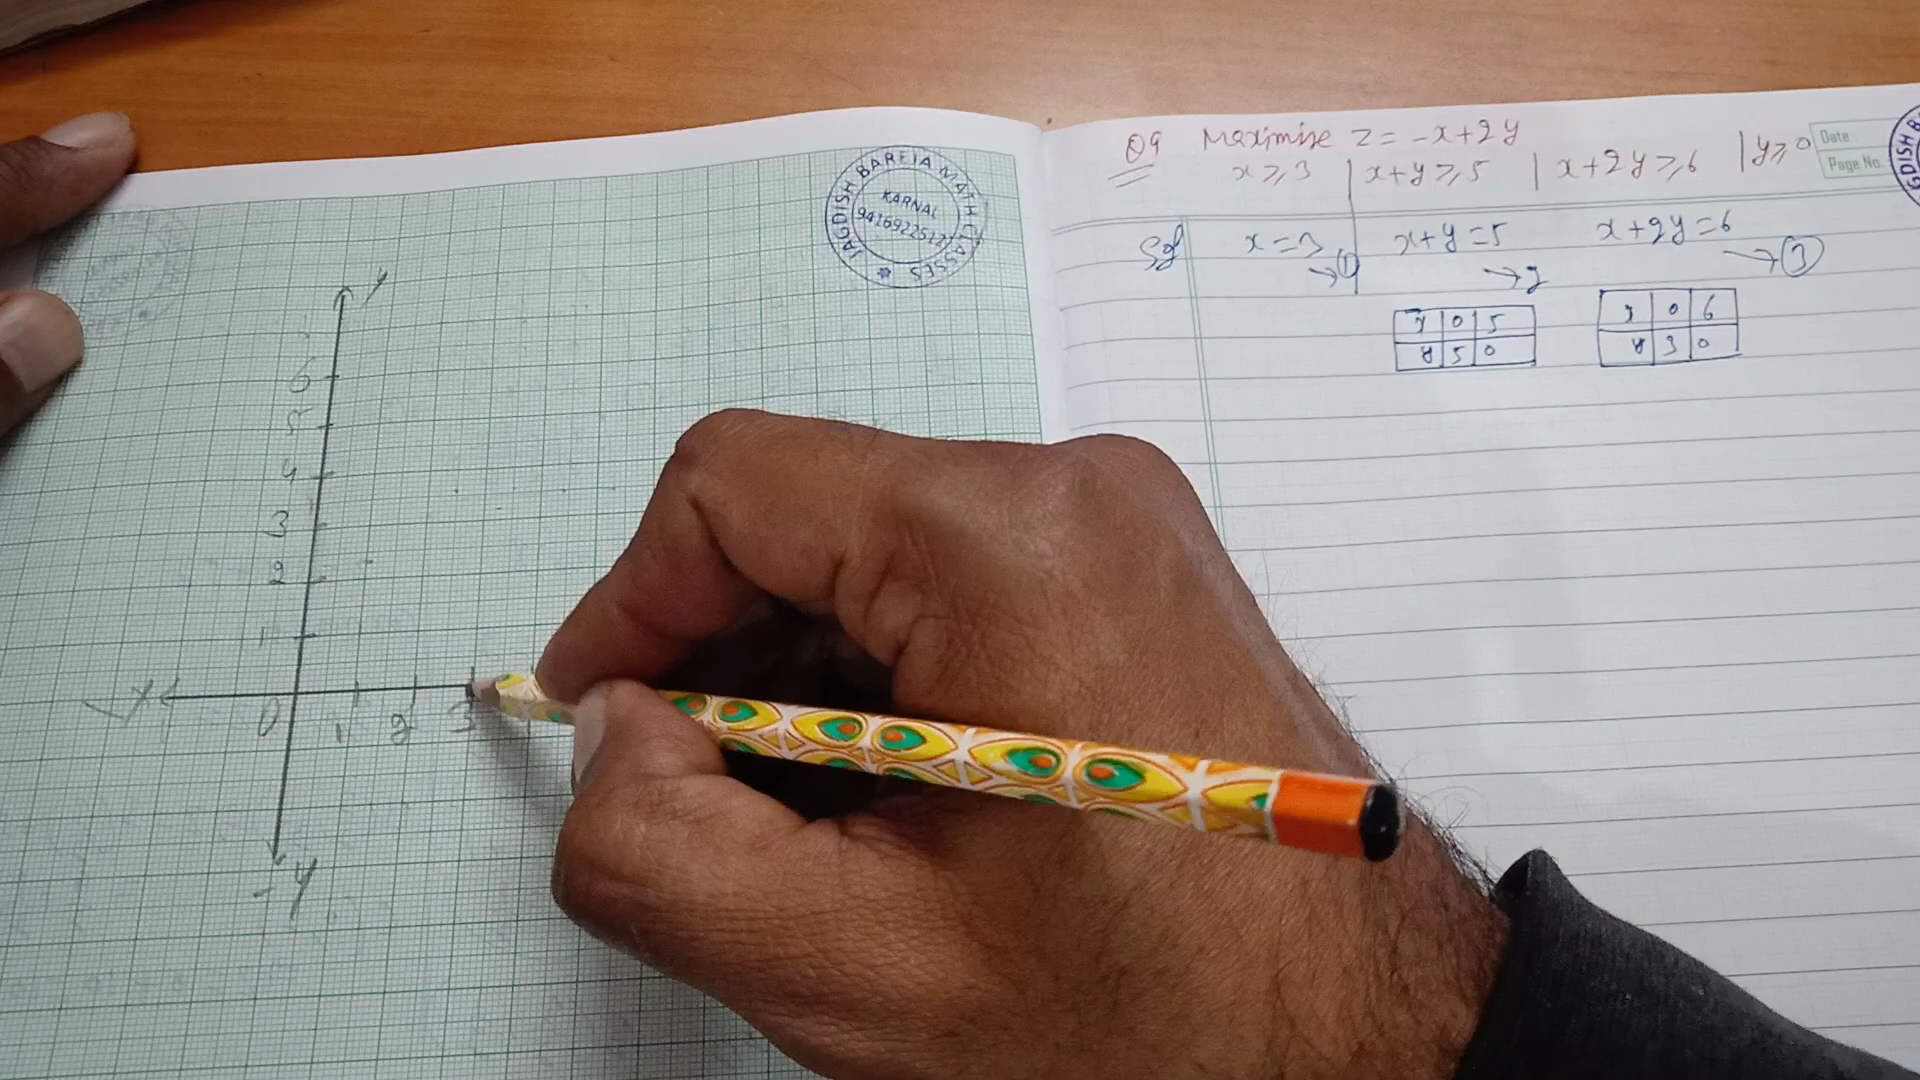 Q9 Maximise Z = -x+2y
x ≥ 3 | x+y ≥ 5 | x+2y ≥ 6 | y ≥ 0
Date
Page No.
Sol x = 3 → 1 x+y = 5 → 2 x+2y = 6 → 3
x 0 5
y 5 0
x 0 6
y 3 0
JAGDISH BAREJA MATH CLASSES
KARNAL
y
6
5
4
3
2
1
-X 0 1 2 3
-y
GDISH B